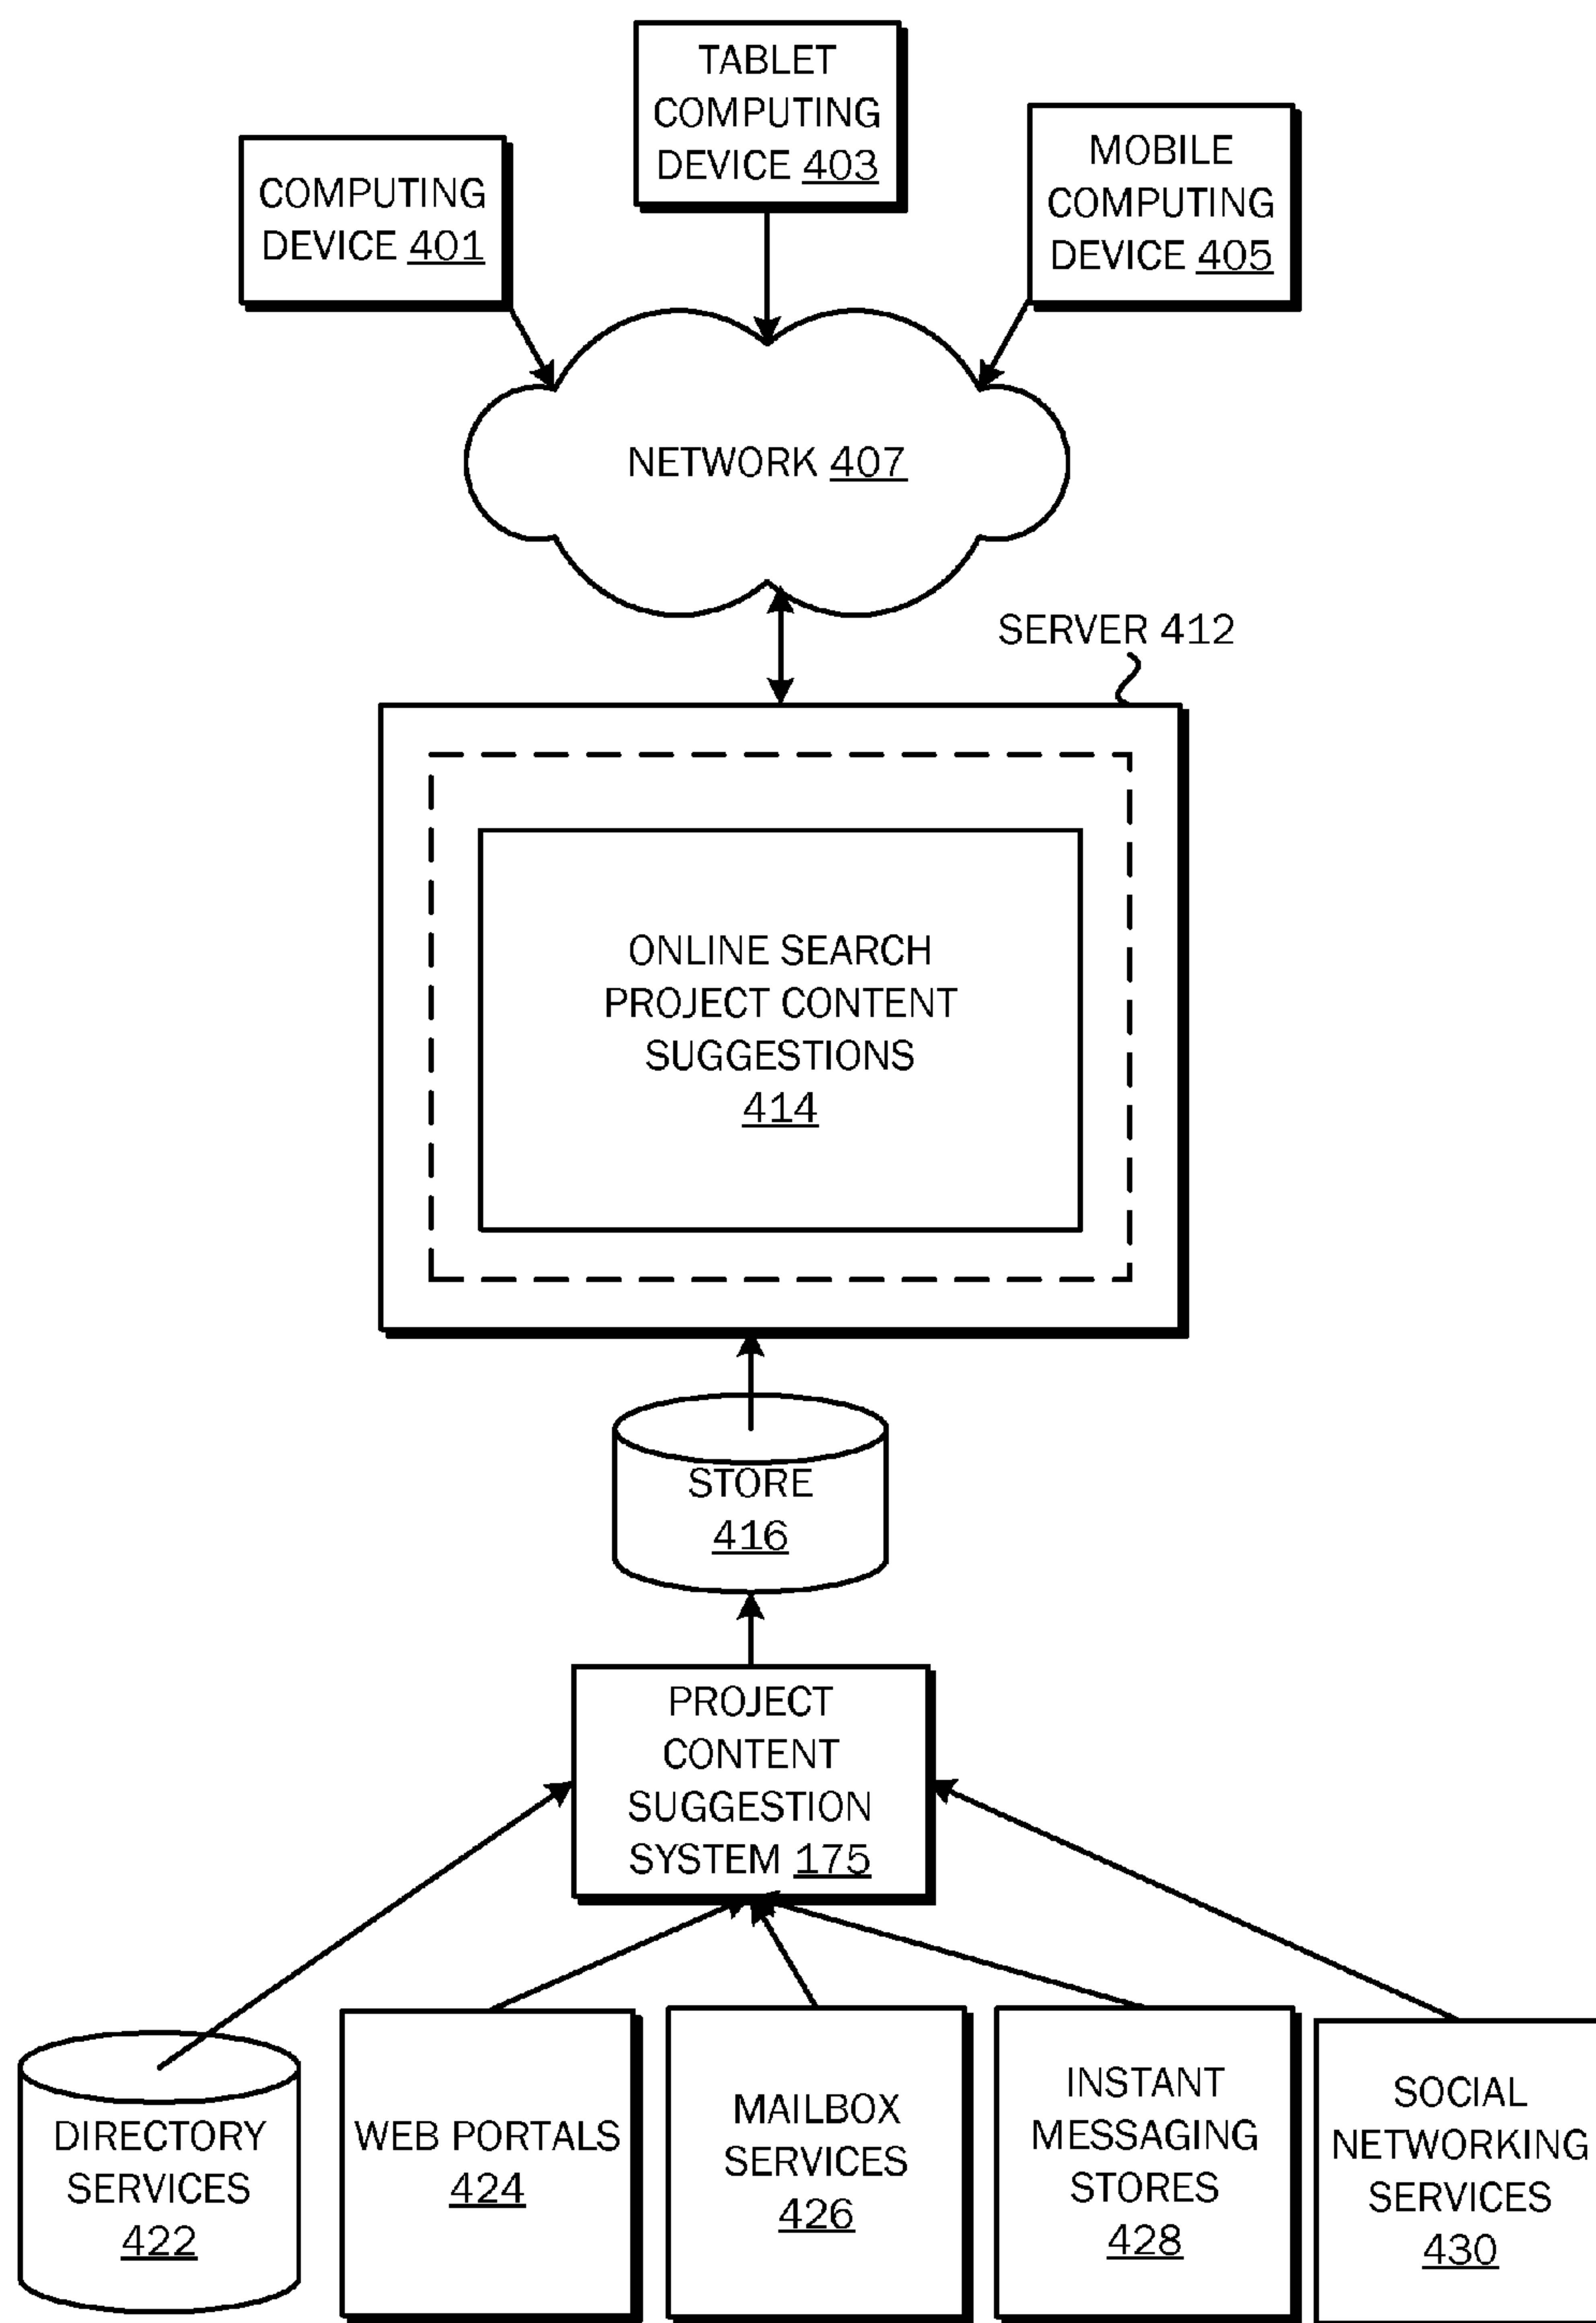 TABLET
COMPUTING
DEVICE 403
COMPUTING
DEVICE 401
MOBILE
COMPUTING
DEVICE 405
NETWORK 407
SERVER 412
ONLINE SEARCH
PROJECT CONTENT
SUGGESTIONS
414
STORE
416
PROJECT
CONTENT
SUGGESTION
SYSTEM 175
DIRECTORY
SERVICES
422
WEB PORTALS
424
MAILBOX
SERVICES
426
INSTANT
MESSAGING
STORES
428
SOCIAL
NETWORKING
SERVICES
430